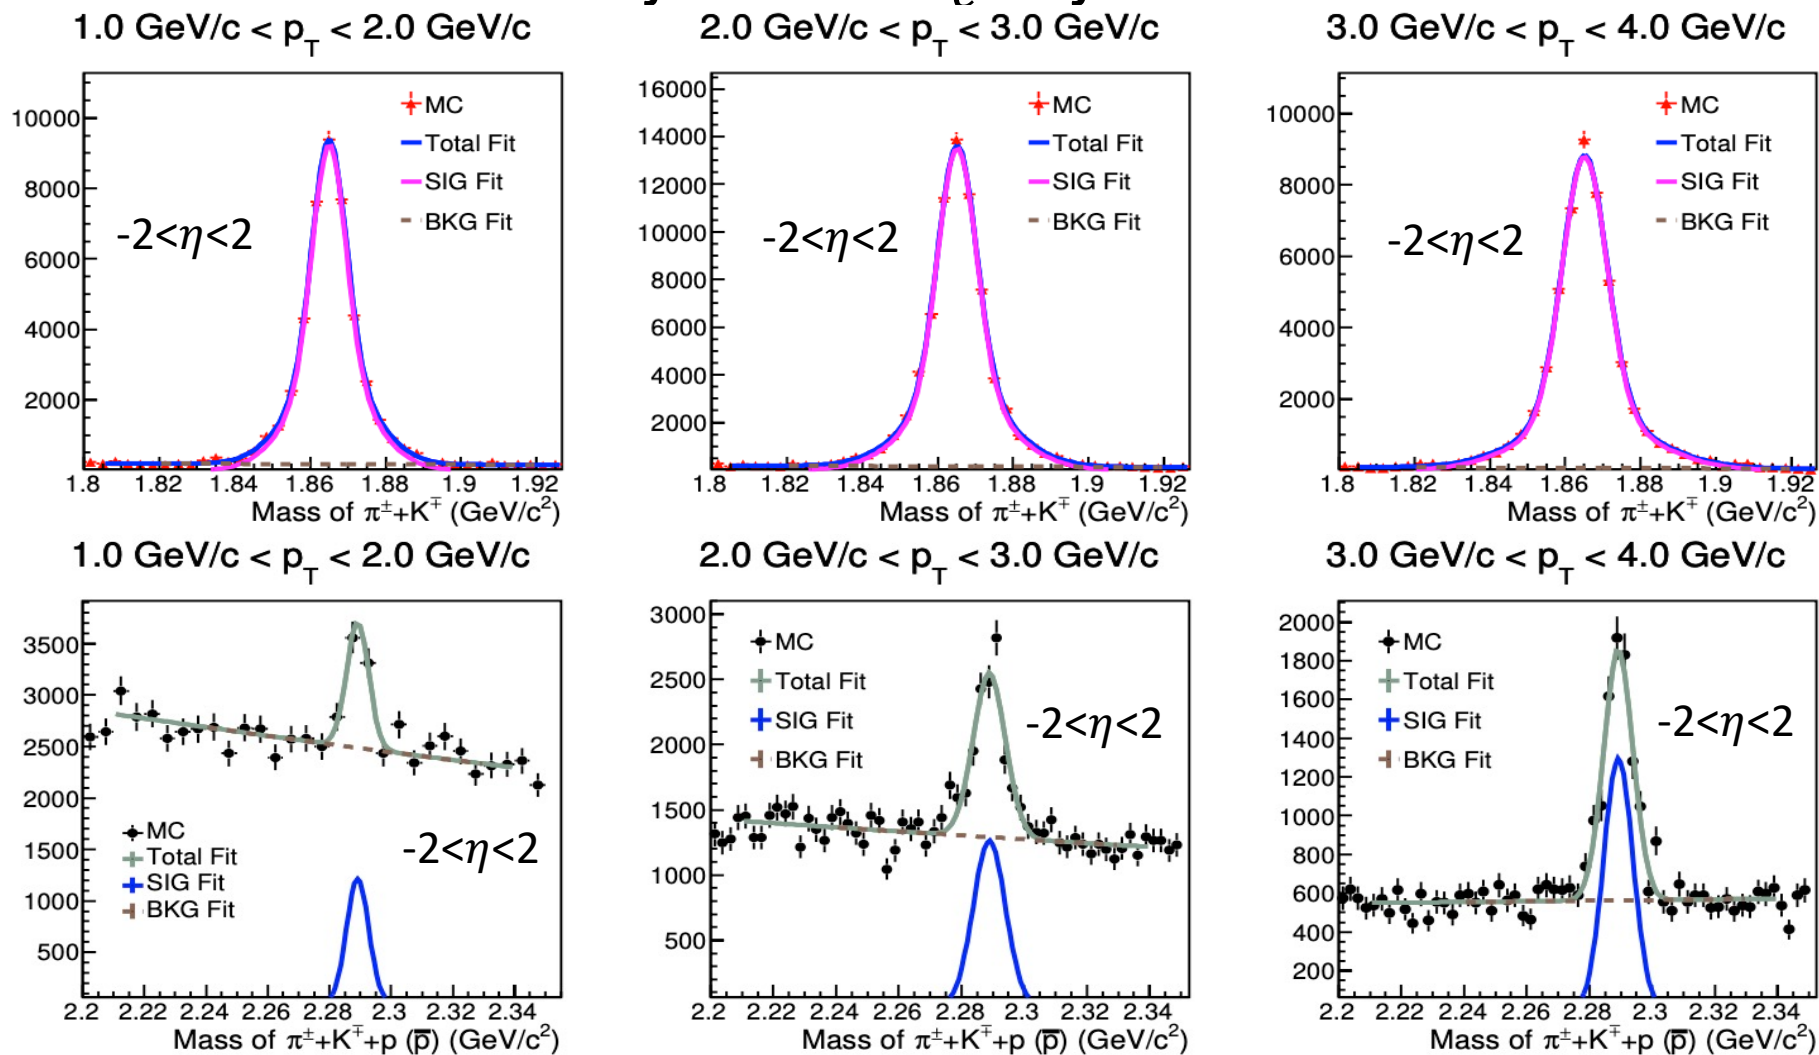 1.0 GeV/c < p_T < 2.0 GeV/c
10000
8000
6000
4000
2000
MC
Total Fit
SIG Fit
BKG Fit
-2<η<2
1.8 1.82 1.84 1.86 1.88 1.9 1.92
Mass of π±+K∓ (GeV/c²)
2.0 GeV/c < p_T < 3.0 GeV/c
16000
14000
12000
10000
8000
6000
4000
2000
MC
Total Fit
SIG Fit
BKG Fit
-2<η<2
1.8 1.82 1.84 1.86 1.88 1.9 1.92
Mass of π±+K∓ (GeV/c²)
3.0 GeV/c < p_T < 4.0 GeV/c
10000
8000
6000
4000
2000
MC
Total Fit
SIG Fit
BKG Fit
-2<η<2
1.8 1.82 1.84 1.86 1.88 1.9 1.92
Mass of π±+K∓ (GeV/c²)
1.0 GeV/c < p_T < 2.0 GeV/c
3500
3000
2500
2000
1500
1000
500
MC
Total Fit
SIG Fit
BKG Fit
-2<η<2
2.2 2.22 2.24 2.26 2.28 2.3 2.32 2.34
Mass of π±+K∓+p (p̅) (GeV/c²)
2.0 GeV/c < p_T < 3.0 GeV/c
3000
2500
2000
1500
1000
500
MC
Total Fit
SIG Fit
BKG Fit
-2<η<2
2.2 2.22 2.24 2.26 2.28 2.3 2.32 2.34
Mass of π±+K∓+p (p̅) (GeV/c²)
3.0 GeV/c < p_T < 4.0 GeV/c
2000
1800
1600
1400
1200
1000
800
600
400
200
MC
Total Fit
SIG Fit
BKG Fit
-2<η<2
2.2 2.22 2.24 2.26 2.28 2.3 2.32 2.34
Mass of π±+K∓+p (p̅) (GeV/c²)